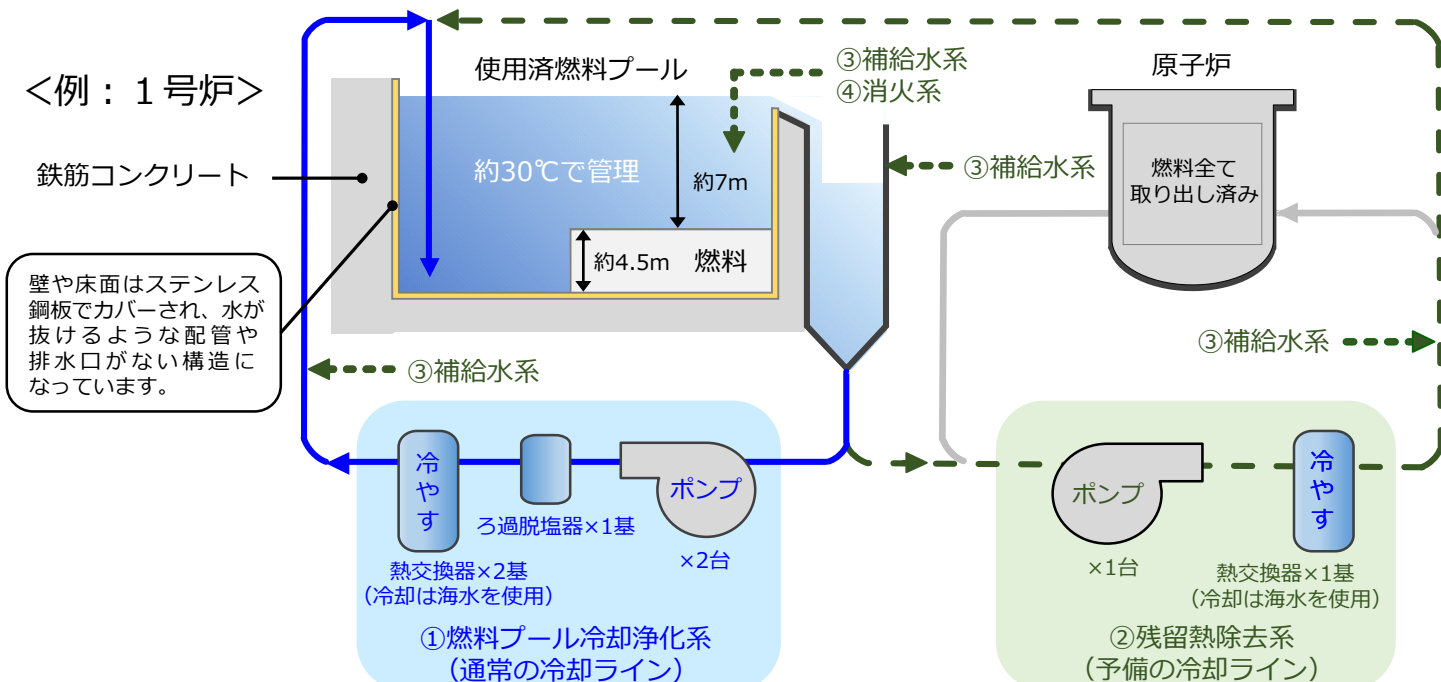 ＜例：１号炉＞
使用済燃料プール
③補給水系
④消火系
原子炉
鉄筋コンクリート
約30℃で管理
約7m
③補給水系
燃料全て
取り出し済み
約4.5m 燃料
壁や床面はステンレス
鋼板でカバーされ、水が
抜けるような配管や
排水口がない構造に
なっています。
③補給水系
③補給水系
冷やす
ろ過脱塩器×1基
ポンプ
×2台
熱交換器×2基
（冷却は海水を使用）
①燃料プール冷却浄化系
（通常の冷却ライン）
ポンプ
×1台
冷やす
熱交換器×1基
（冷却は海水を使用）
②残留熱除去系
（予備の冷却ライン）